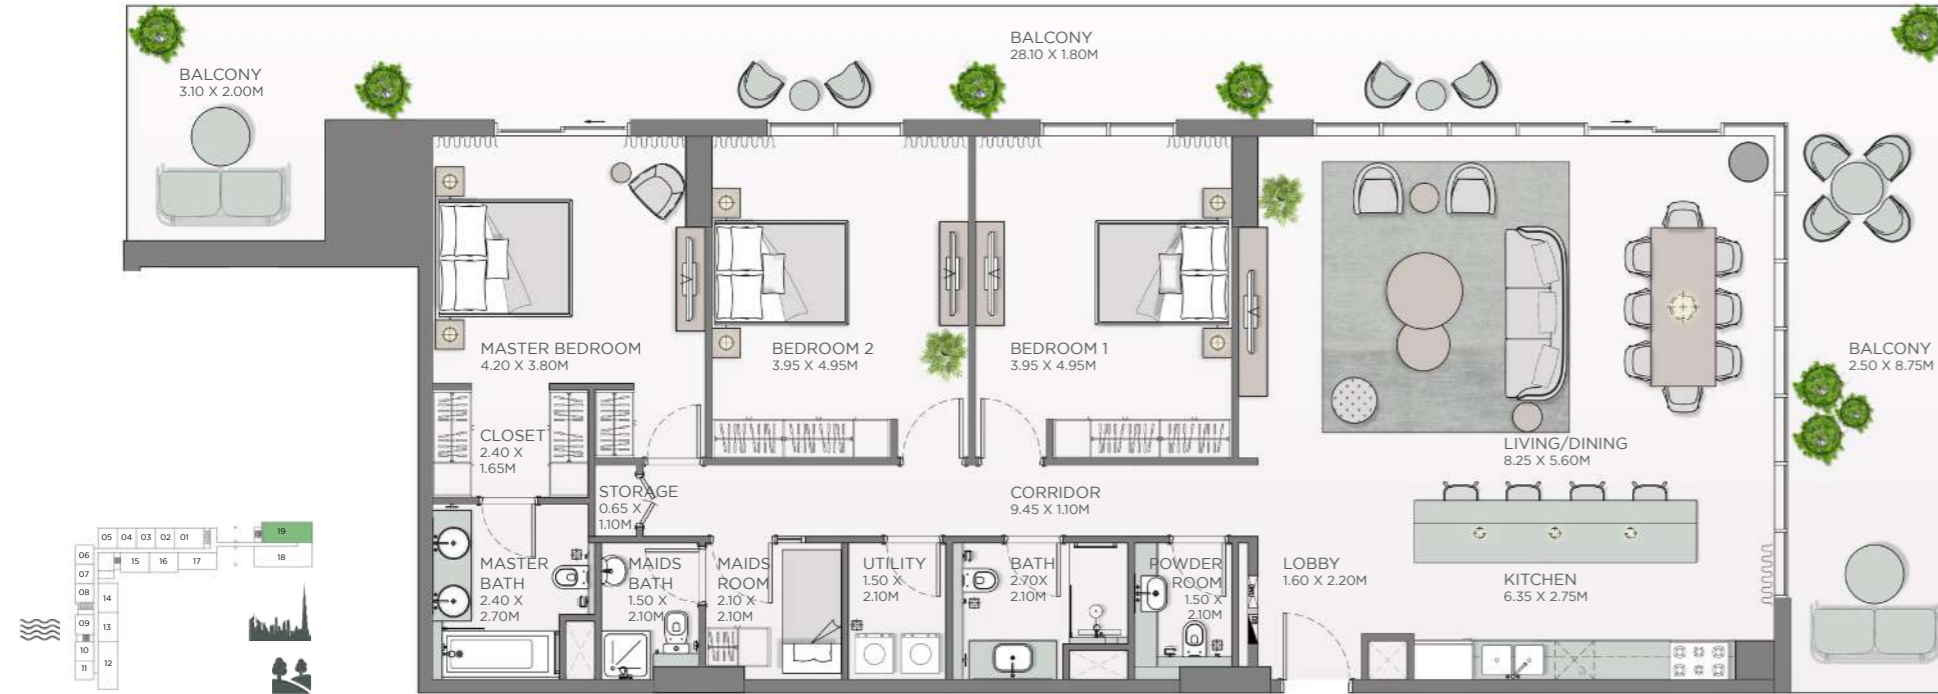 BALCONY
28.10 X 1.80M
BALCONY
3.10 X 2.00M
MASTER BEDROOM
4.20 X 3.80M
BEDROOM 2
3.95 X 4.95M
BEDROOM 1
3.95 X 4.95M
BALCONY
2.50 X 8.75M
CLOSET
2.40 X
1.65M
LIVING/DINING
8.25 X 5.60M
STORAGE
0.65 X
1.10M
CORRIDOR
9.45 X 1.10M
MASTER
BATH
2.40 X
2.70M
MAIDS
BATH
1.50 X
2.10M
MAIDS
ROOM
2.10 X
2.10M
UTILITY
1.50 X
2.10M
BATH
2.70X
2.10M
POWDER
ROOM
1.50 X
2.10M
LOBBY
1.60 X 2.20M
KITCHEN
6.35 X 2.75M
05 04 03 02 01
19
06
15 16 17
18
07
08
14
09
13
10
12
11